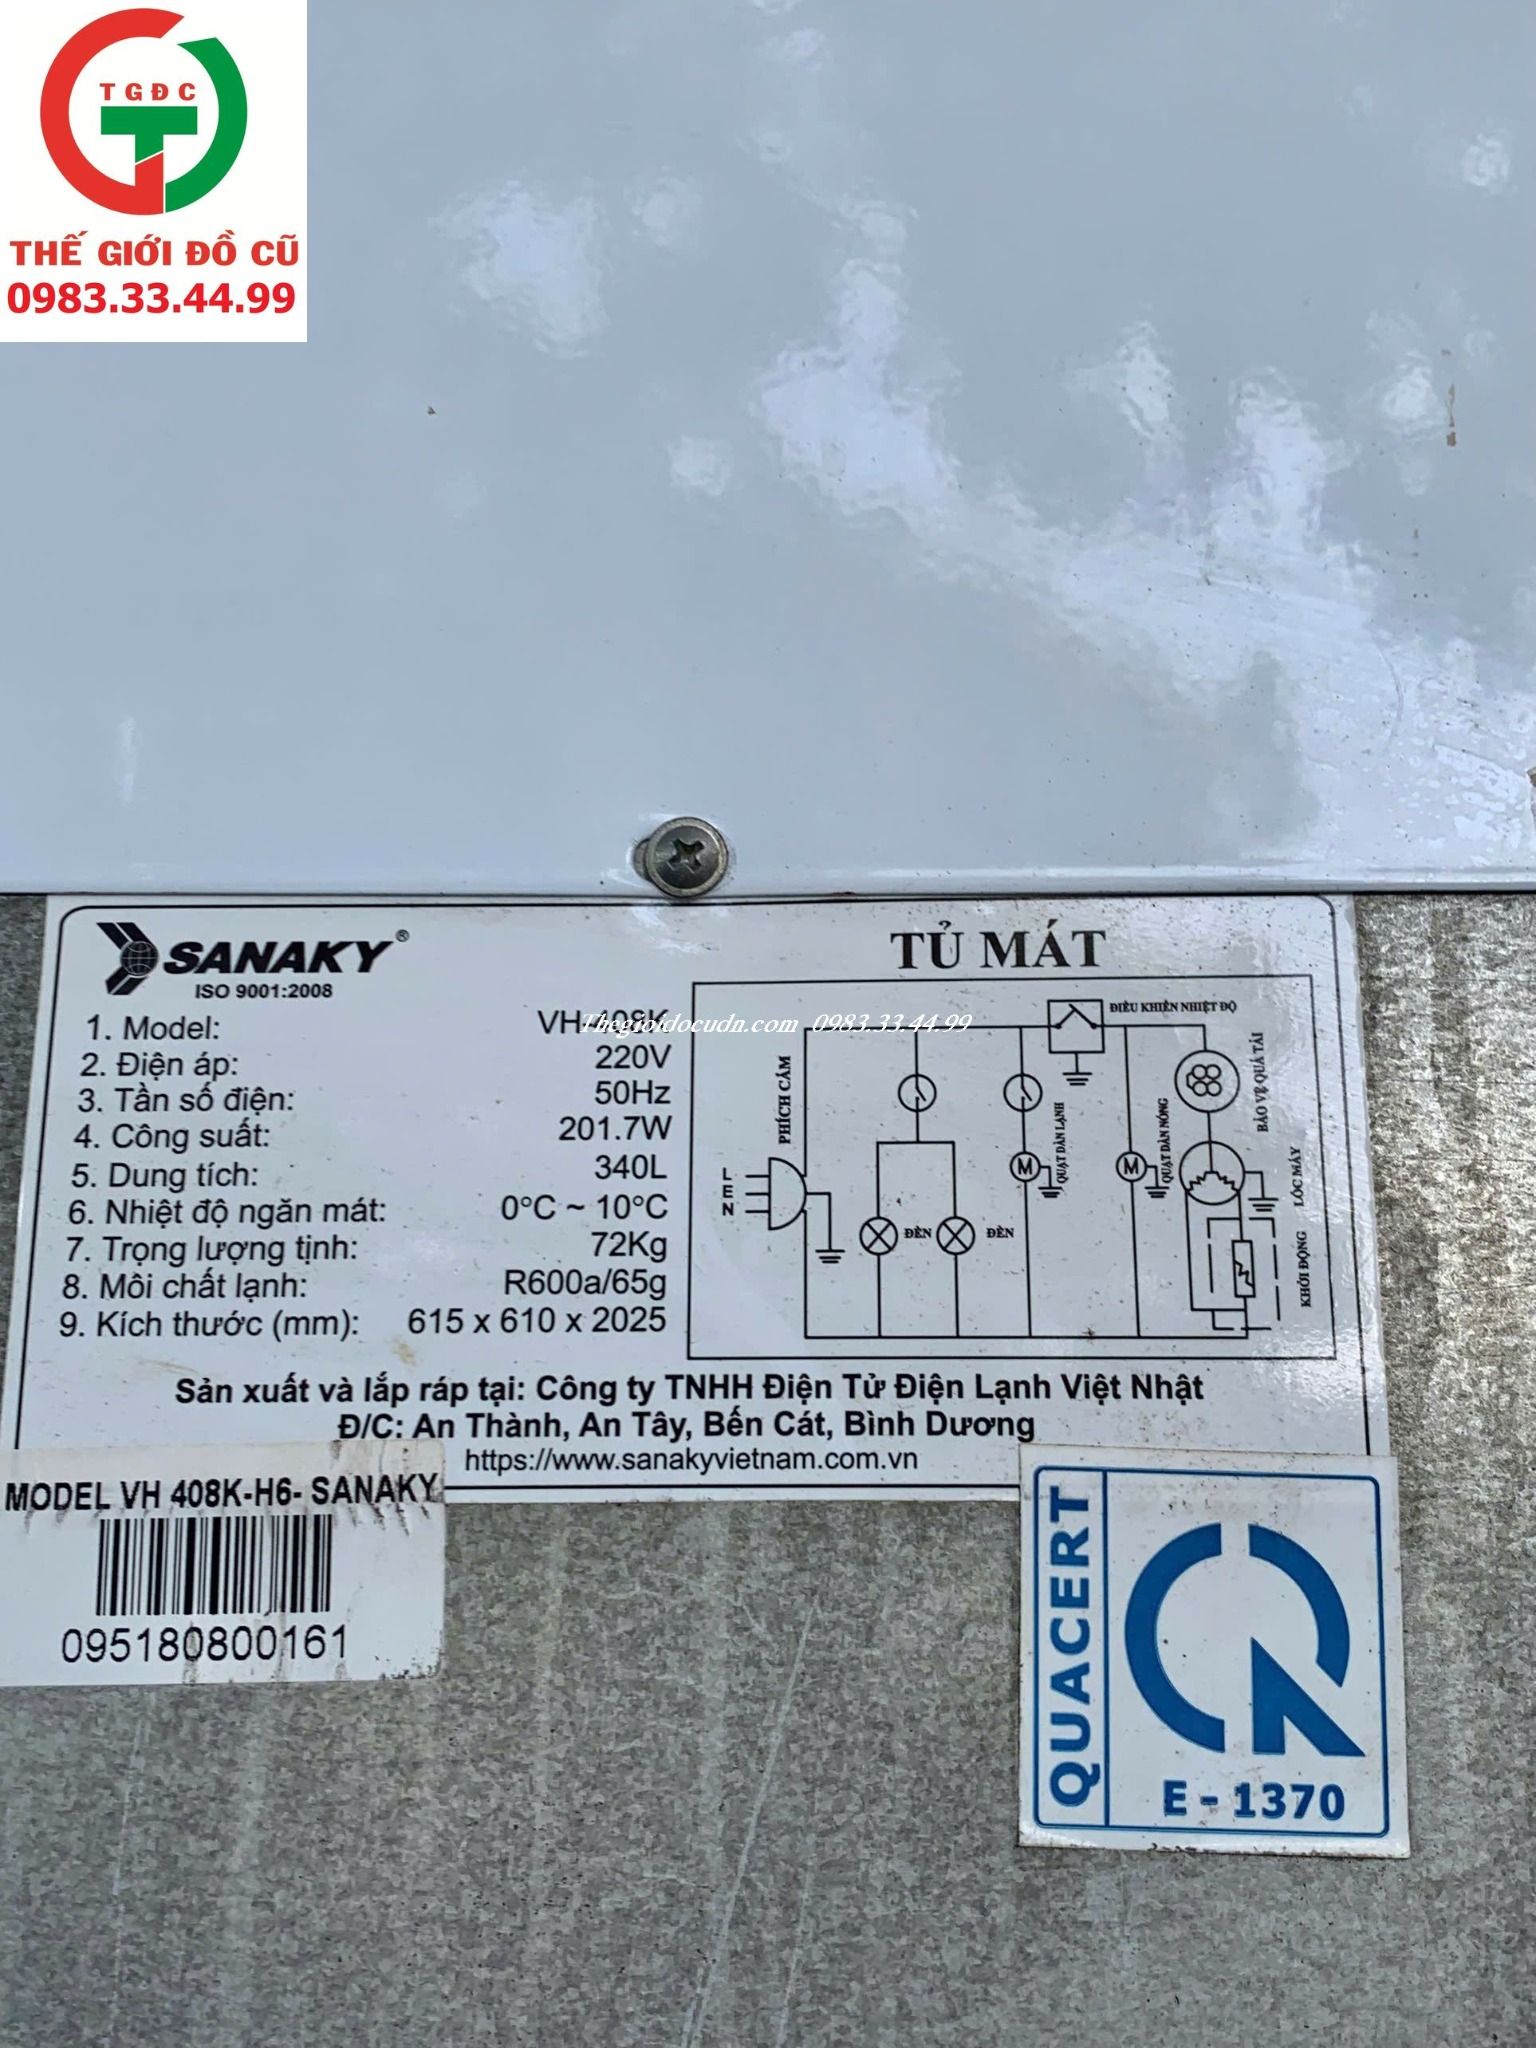 TGĐC
THẾ GIỚI ĐỒ CŨ
0983.33.44.99
SANAKY®
ISO 9001:2008
TỦ MÁT
1. Model: VH-408K
Thegioidocudn.com 0983.33.44.99
2. Điện áp: 220V
3. Tần số điện: 50Hz
4. Công suất: 201.7W
5. Dung tích: 340L
6. Nhiệt độ ngăn mát: 0°C ~ 10°C
7. Trọng lượng tịnh: 72Kg
8. Môi chất lạnh: R600a/65g
9. Kích thước (mm): 615 x 610 x 2025
ĐIỀU KHIỂN NHIỆT ĐỘ
PHÍCH CẮM
L
E
N
ĐÈN
ĐÈN
M
QUẠT DÀN LẠNH
M
QUẠT DÀN NÓNG
BẢO VỆ QUÁ TẢI
LỐC MÁY
KHỞI ĐỘNG
Sản xuất và lắp ráp tại: Công ty TNHH Điện Tử Điện Lạnh Việt Nhật
Đ/C: An Thành, An Tây, Bến Cát, Bình Dương
https://www.sanakyvietnam.com.vn
MODEL VH 408K-H6- SANAKY
095180800161
QUACERT
E - 1370